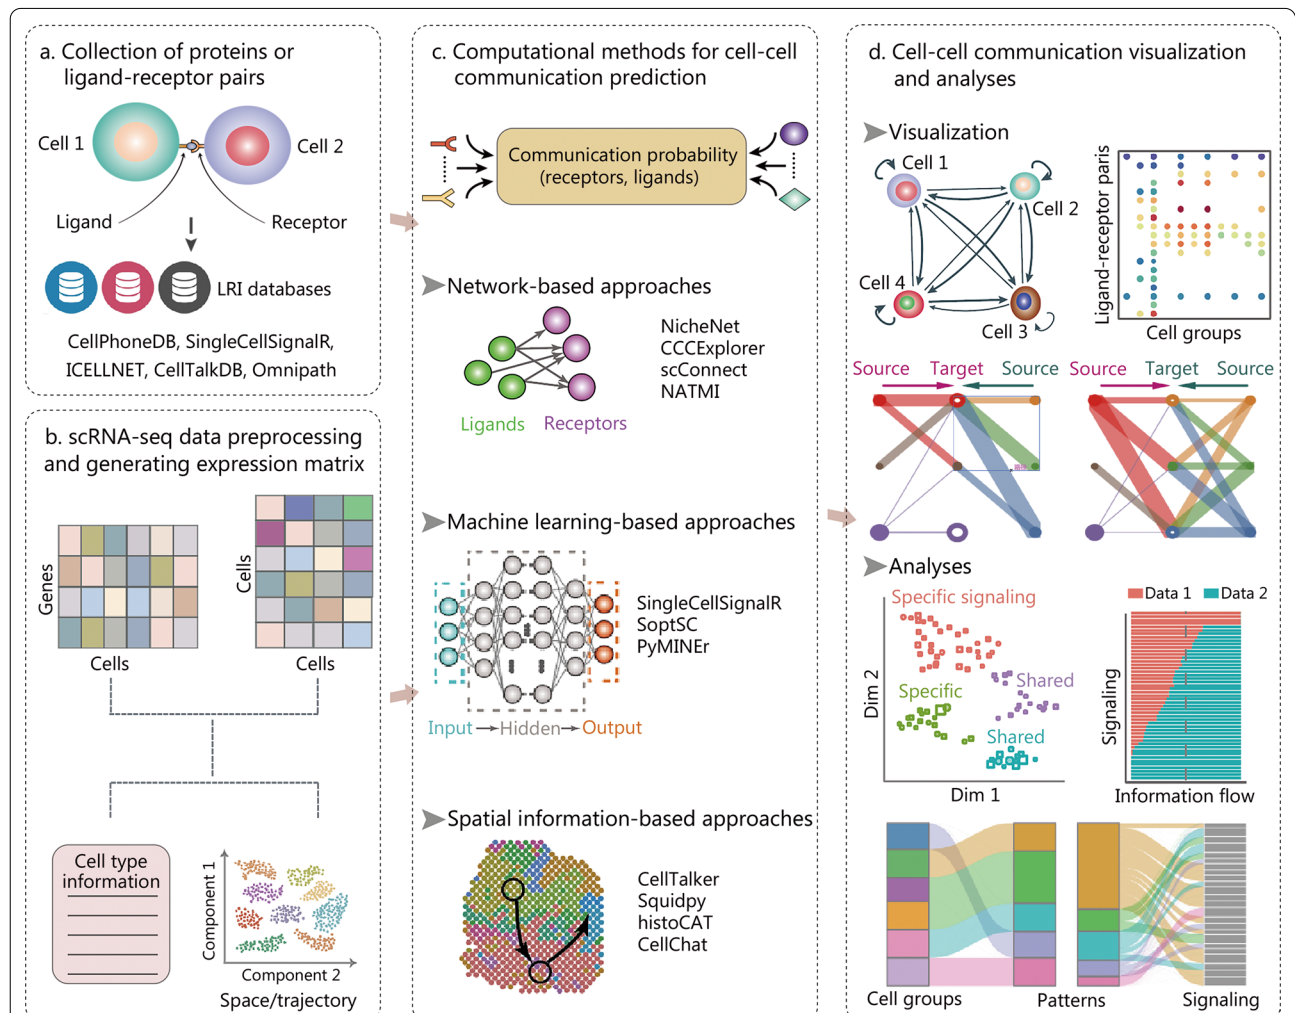 a. Collection of proteins or
ligand-receptor pairs
Cell 1
Cell 2
Ligand
Receptor
LRI databases
CellPhoneDB, SingleCellSignalR,
ICELLNET, CellTalkDB, Omnipath
b. scRNA-seq data preprocessing
and generating expression matrix
Genes
Cells
Cells
Cells
Cell type
information
Component 1
Component 2
Space/trajectory
c. Computational methods for cell-cell
communication prediction
Communication probability
(receptors, ligands)
Network-based approaches
NicheNet
CCCExplorer
scConnect
NATMI
Ligands
Receptors
Machine learning-based approaches
SingleCellSignalR
SoptSC
PyMINEr
Input
Hidden
Output
Spatial information-based approaches
CellTalker
Squidpy
histoCAT
CellChat
d. Cell-cell communication visualization
and analyses
Visualization
Cell 1
Cell 2
Cell 4
Cell 3
Ligand-receptor paris
Cell groups
Source Target Source
Source Target Source
Analyses
Specific signaling
Shared
Specific
Shared
Dim 2
Dim 1
Data 1 Data 2
Signaling
Information flow
Cell groups
Patterns
Signaling